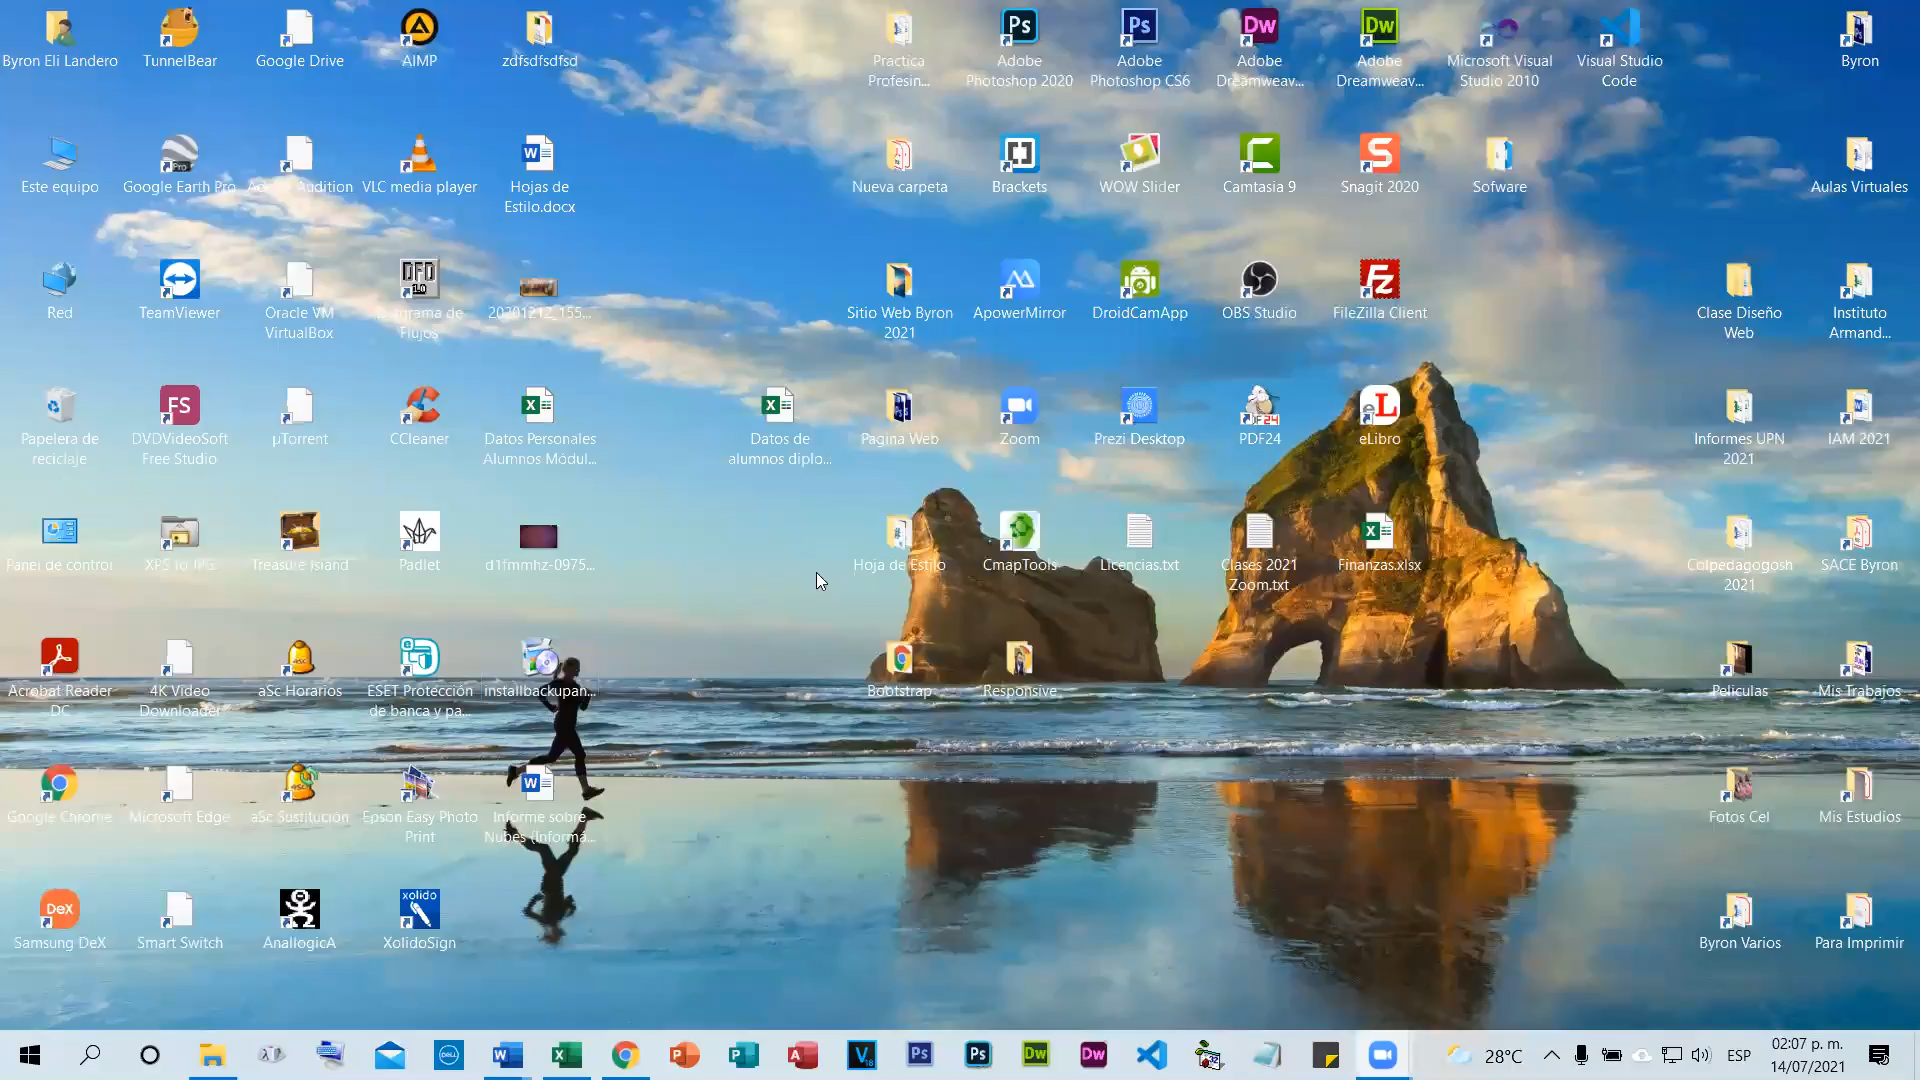 Byron Eli Landero
TunnelBear
Google Drive
AIMP
zdfsdsfdsfsd
Practica
Profesin...
Adobe
Photoshop 2020
Adobe
Photoshop CS6
Adobe
Dreamweav...
Adobe
Dreamweav...
Microsoft Visual
Studio 2010
Visual Studio
Code
Byron
Este equipo
Google Earth Pro
Audition
VLC media player
Hojas de
Estilo.docx
Nueva carpeta
Brackets
WOW Slider
Camtasia 9
Snagit 2020
Sofware
Aulas Virtuales
Red
TeamViewer
Oracle VM
VirtualBox
DFD
1.0
Diagrama de
Flujos
20201212_155...
Sitio Web Byron
2021
ApowerMirror
DroidCamApp
OBS Studio
FileZilla Client
Clase Diseño
Web
Instituto
Armand...
Papelera de
reciclaje
DVDVideoSoft
Free Studio
µTorrent
CCleaner
Datos Personales
Alumnos Módul...
Datos de
alumnos diplo...
Pagina Web
Zoom
Prezi Desktop
PDF24
eLibro
Informes UPN
2021
IAM 2021
Panel de control
XPS to JPG
Treasure Island
Padlet
d1fmmhz-0975...
Hoja de Estilo
CmapTools
Licencias.txt
Clases 2021
Zoom.txt
Finanzas.xlsx
Colpedagogosh
2021
SACE Byron
Acrobat Reader
DC
4K Video
Downloader
aSc Horarios
ESET Protección
de banca y pa...
installbackupan...
Bootstrap
Responsive
Peliculas
Mis Trabajos
Google Chrome
Microsoft Edge
aSc Sustitución
Epson Easy Photo
Print
Informe sobre
Nubes (Informá...
Fotos Cel
Mis Estudios
DeX
Samsung DeX
Smart Switch
AnallogicA
xolido
XolidoSign
Byron Varios
Para Imprimir
28°C
ESP
02:07 p. m.
14/07/2021